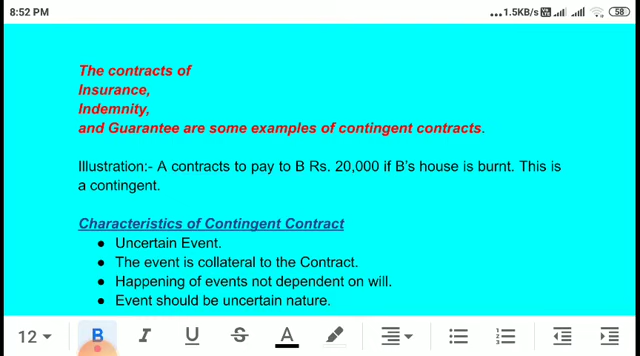 8:52 PM
...1.5KB/s
58
The contracts of
Insurance,
Indemnity,
and Guarantee are some examples of contingent contracts.
Illustration:- A contracts to pay to B Rs. 20,000 if B's house is burnt. This is
a contingent.
Characteristics of Contingent Contract
● Uncertain Event.
● The event is collateral to the Contract.
● Happening of events not dependent on will.
● Event should be uncertain nature.
12 B I U S A